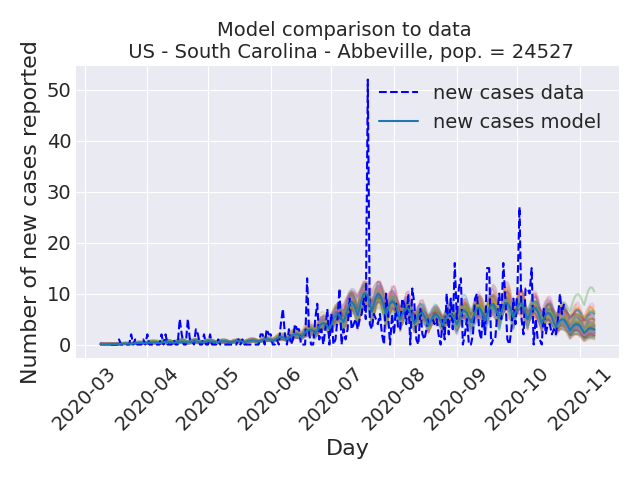 Model comparison to data
US - South Carolina - Abbeville, pop. = 24527
Number of new cases reported
50
40
30
20
10
0
new cases data
new cases model
2020-03
2020-04
2020-05
2020-06
2020-07
2020-08
2020-09
2020-10
2020-11
Day